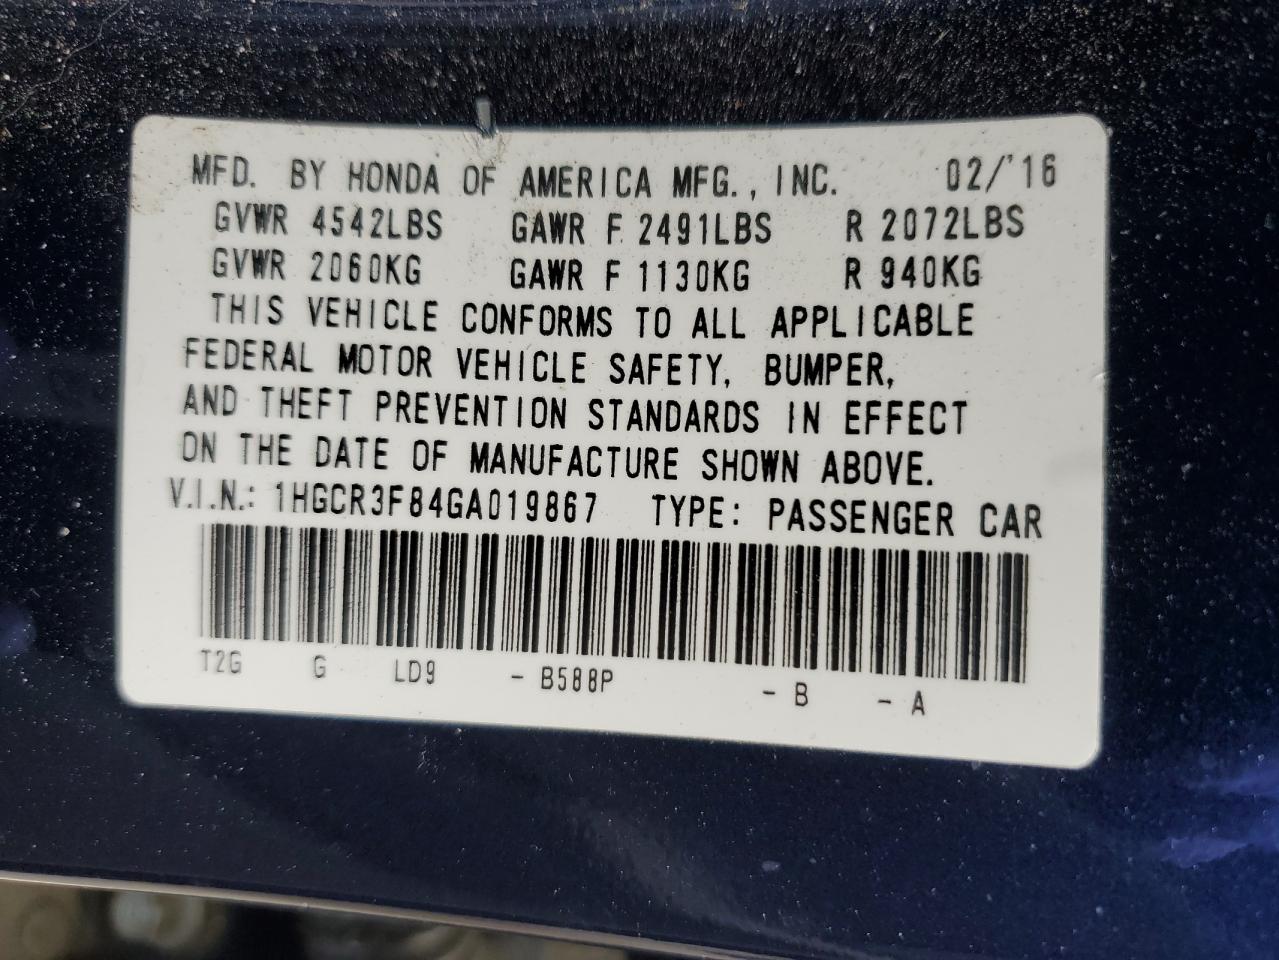 MFD. BY HONDA OF AMERICA MFG., INC. 02/'16
GVWR 4542LBS GAWR F 2491LBS R 2072LBS
GVWR 2060KG GAWR F 1130KG R 940KG
THIS VEHICLE CONFORMS TO ALL APPLICABLE
FEDERAL MOTOR VEHICLE SAFETY, BUMPER,
AND THEFT PREVENTION STANDARDS IN EFFECT
ON THE DATE OF MANUFACTURE SHOWN ABOVE.
V.I.N.: 1HGCR3F84GA019867 TYPE: PASSENGER CAR
T2G G LD9 - B588P - B - A